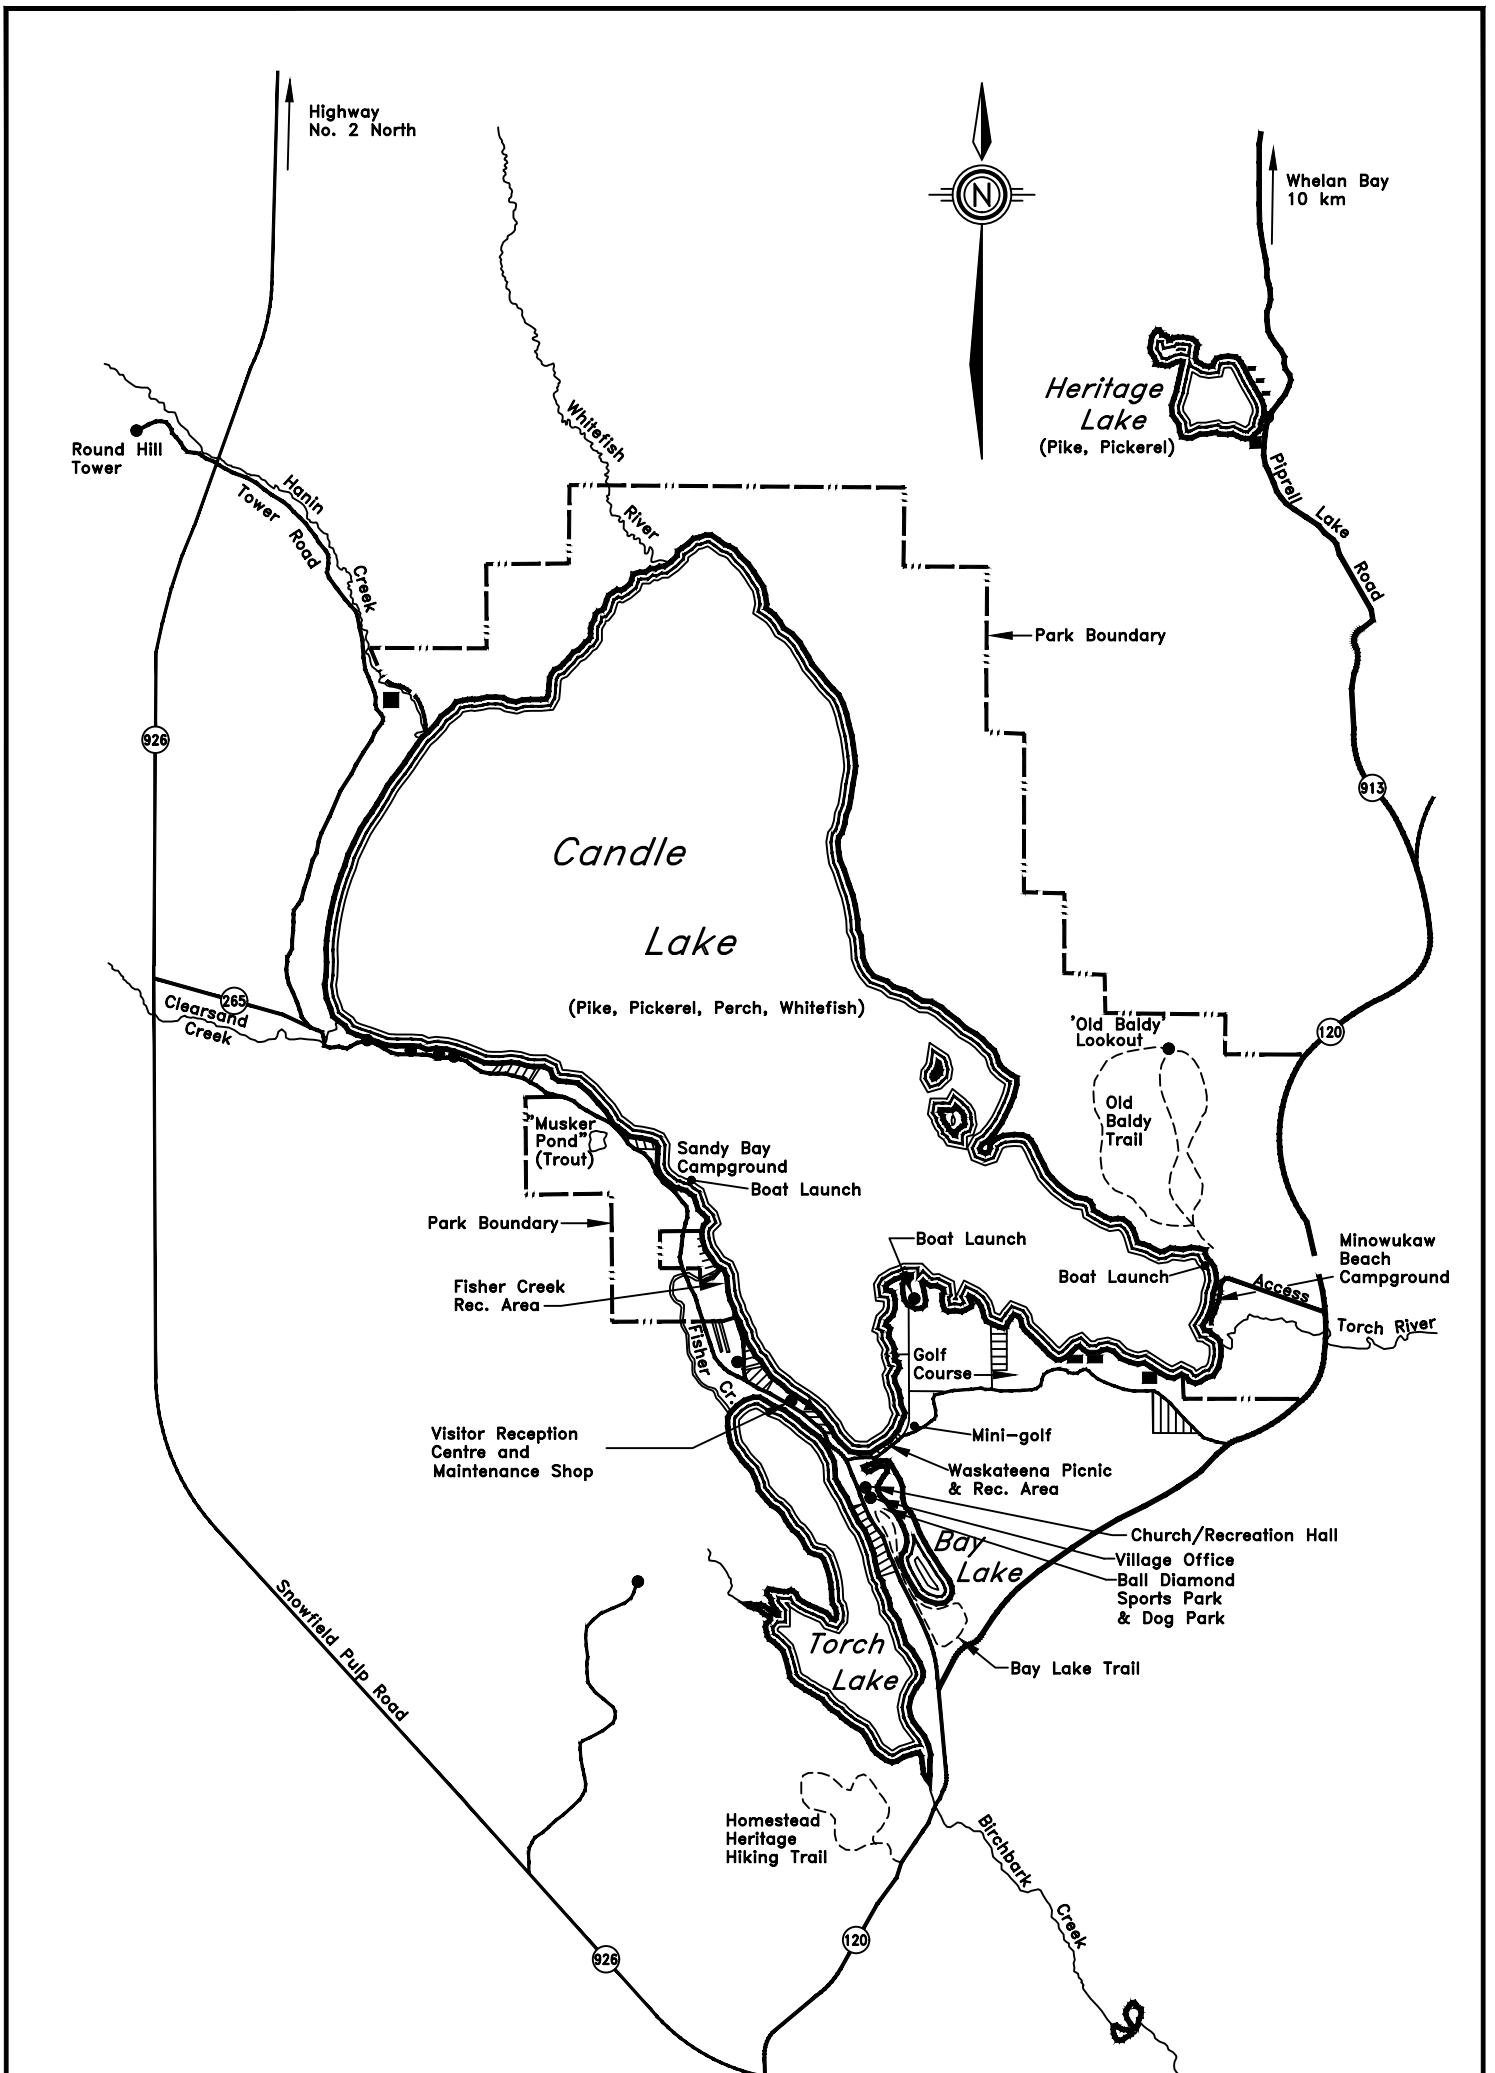 Highway
No. 2 North
N
Whelan Bay
10 km
Heritage
Lake
(Pike, Pickerel)
Whitefish
River
Round Hill
Tower
Hanin
Creek
Tower Road
Piprell
Lake
Road
Park Boundary
926
913
Candle
Lake
(Pike, Pickerel, Perch, Whitefish)
265
Clearsand
Creek
120
'Old Baldy'
Lookout
Old
Baldy
Trail
"Musker
Pond"
(Trout)
Sandy Bay
Campground
Boat Launch
Park Boundary
Boat Launch
Minowukaw
Beach
Campground
Boat Launch
Access
Fisher Creek
Rec. Area
Torch River
Fisher
Cr.
Golf
Course
Visitor Reception
Centre and
Maintenance Shop
Mini-golf
Waskateena Picnic
& Rec. Area
Church/Recreation Hall
Bay
Lake
Village Office
Ball Diamond
Sports Park
& Dog Park
Snowfield Pulp Road
Torch
Lake
Bay Lake Trail
Homestead
Heritage
Hiking Trail
Birchbark
Creek
120
926